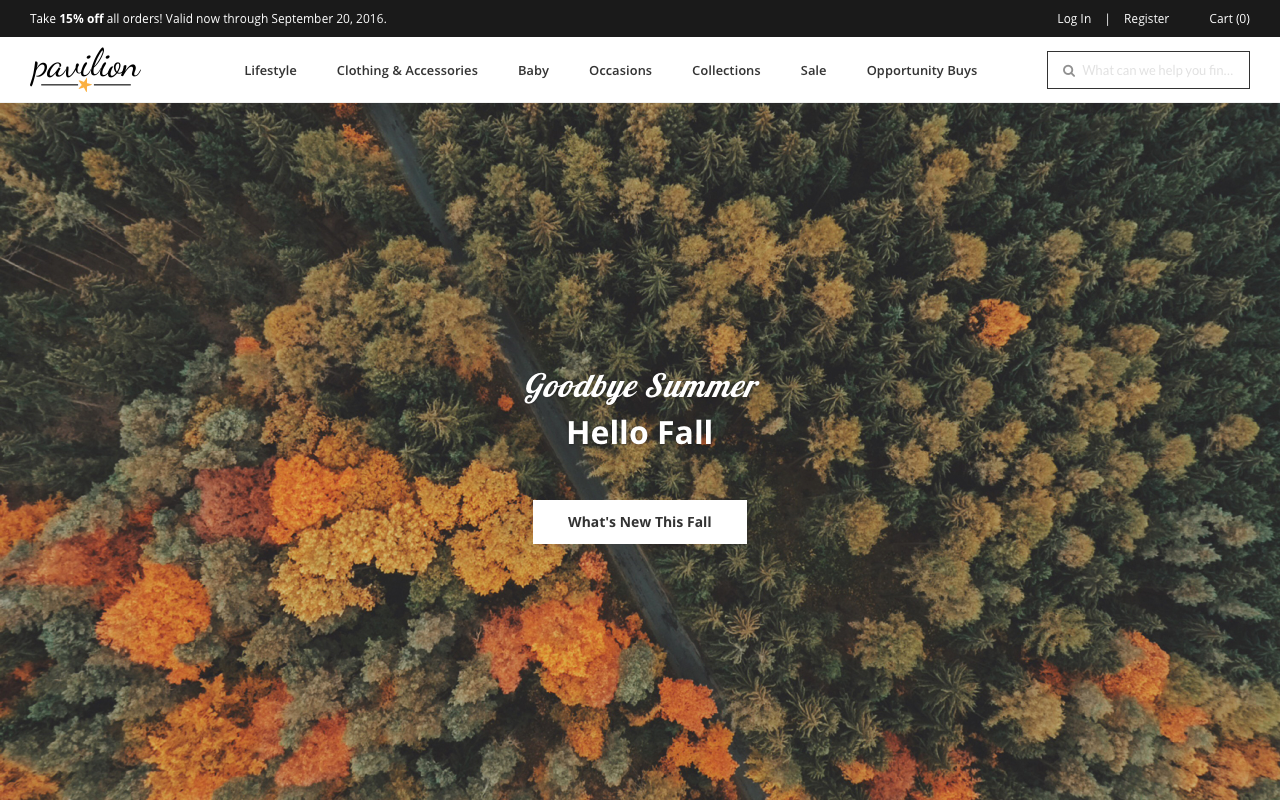 Take 15% off all orders! Valid now through September 20, 2016.
Log In | Register Cart (0)
pavilion
Lifestyle Clothing & Accessories Baby Occasions Collections Sale Opportunity Buys
What can we help you fin...
Goodbye Summer
Hello Fall
What's New This Fall